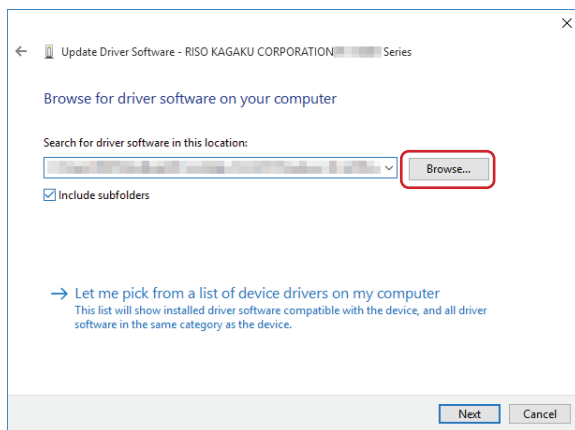 Update Driver Software - RISO KAGAKU CORPORATION Series
Browse for driver software on your computer
Search for driver software in this location:
Browse...
Include subfolders
Let me pick from a list of device drivers on my computer
This list will show installed driver software compatible with the device, and all driver
software in the same category as the device.
Next Cancel